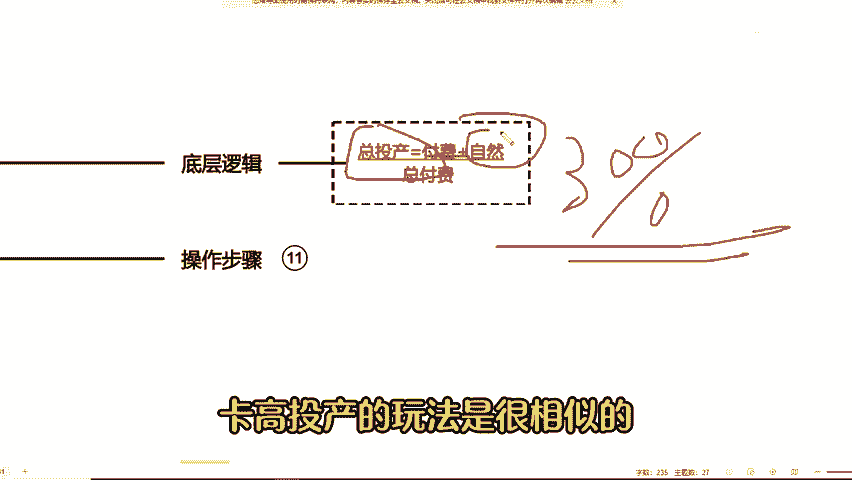 底层逻辑
总投产=付费+自然
总付费
300%
操作步骤 11
卡高投产的玩法是很相似的
字数：235 主题数：27